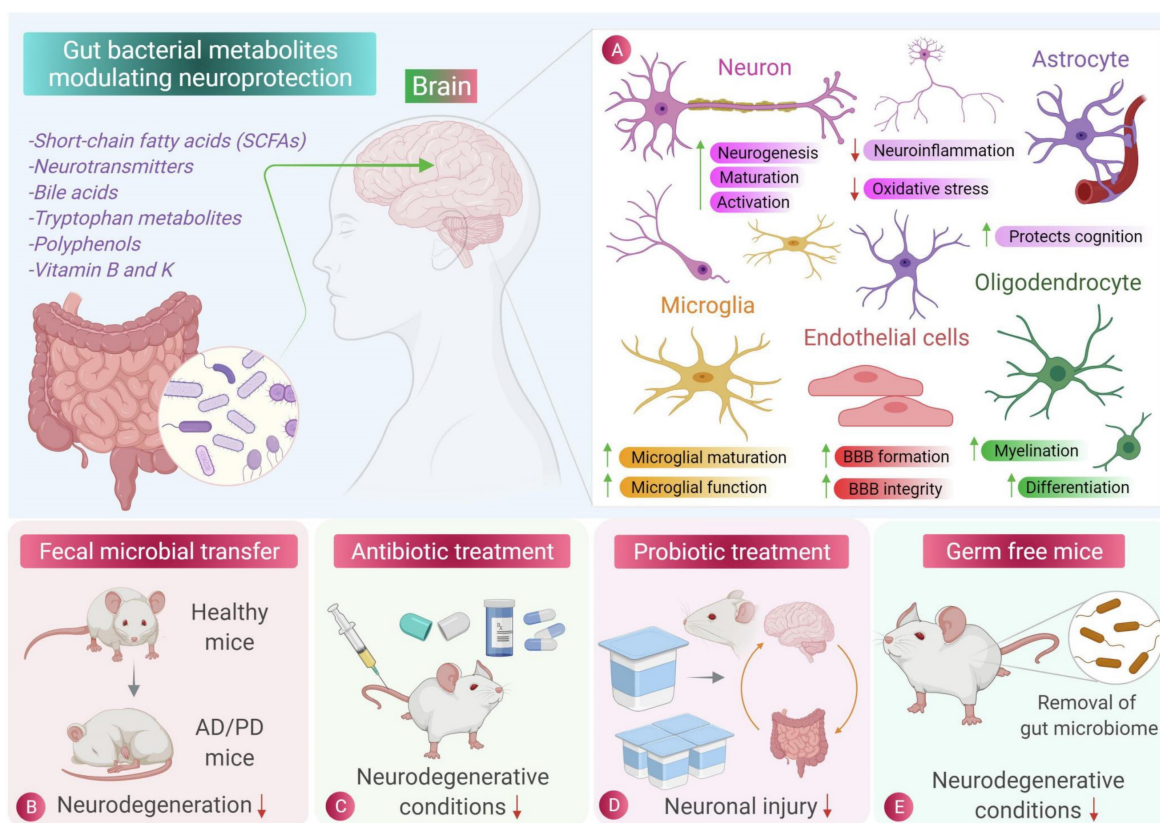 Gut bacterial metabolites
modulating neuroprotection
-Short-chain fatty acids (SCFAs)
-Neurotransmitters
-Bile acids
-Tryptophan metabolites
-Polyphenols
-Vitamin B and K
Brain
A
Neuron
Astrocyte
Neurogenesis
Maturation
Activation
Neuroinflammation
Oxidative stress
Protects cognition
Microglia
Endothelial cells
Oligodendrocyte
Microglial maturation
Microglial function
BBB formation
BBB integrity
Myelination
Differentiation
Fecal microbial transfer
Healthy
mice
AD/PD
mice
B
Neurodegeneration
Antibiotic treatment
C
Neurodegenerative
conditions
Probiotic treatment
D
Neuronal injury
Germ free mice
Removal of
gut microbiome
E
Neurodegenerative
conditions